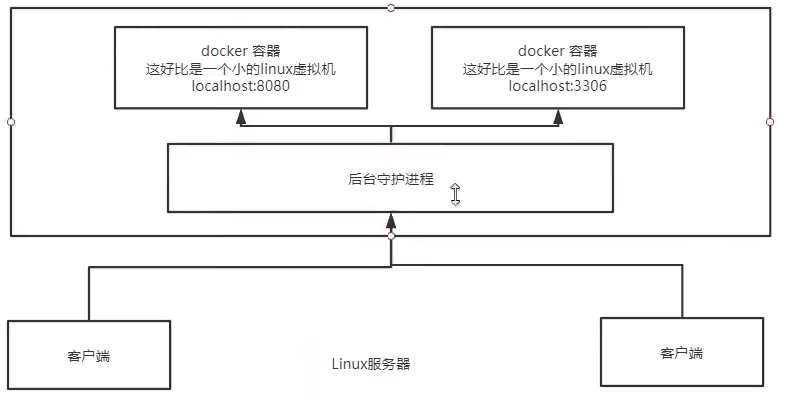 docker 容器
这好比是一个小的linux虚拟机
localhost:8080
docker 容器
这好比是一个小的linux虚拟机
localhost:3306
后台守护进程
客户端
Linux服务器
客户端